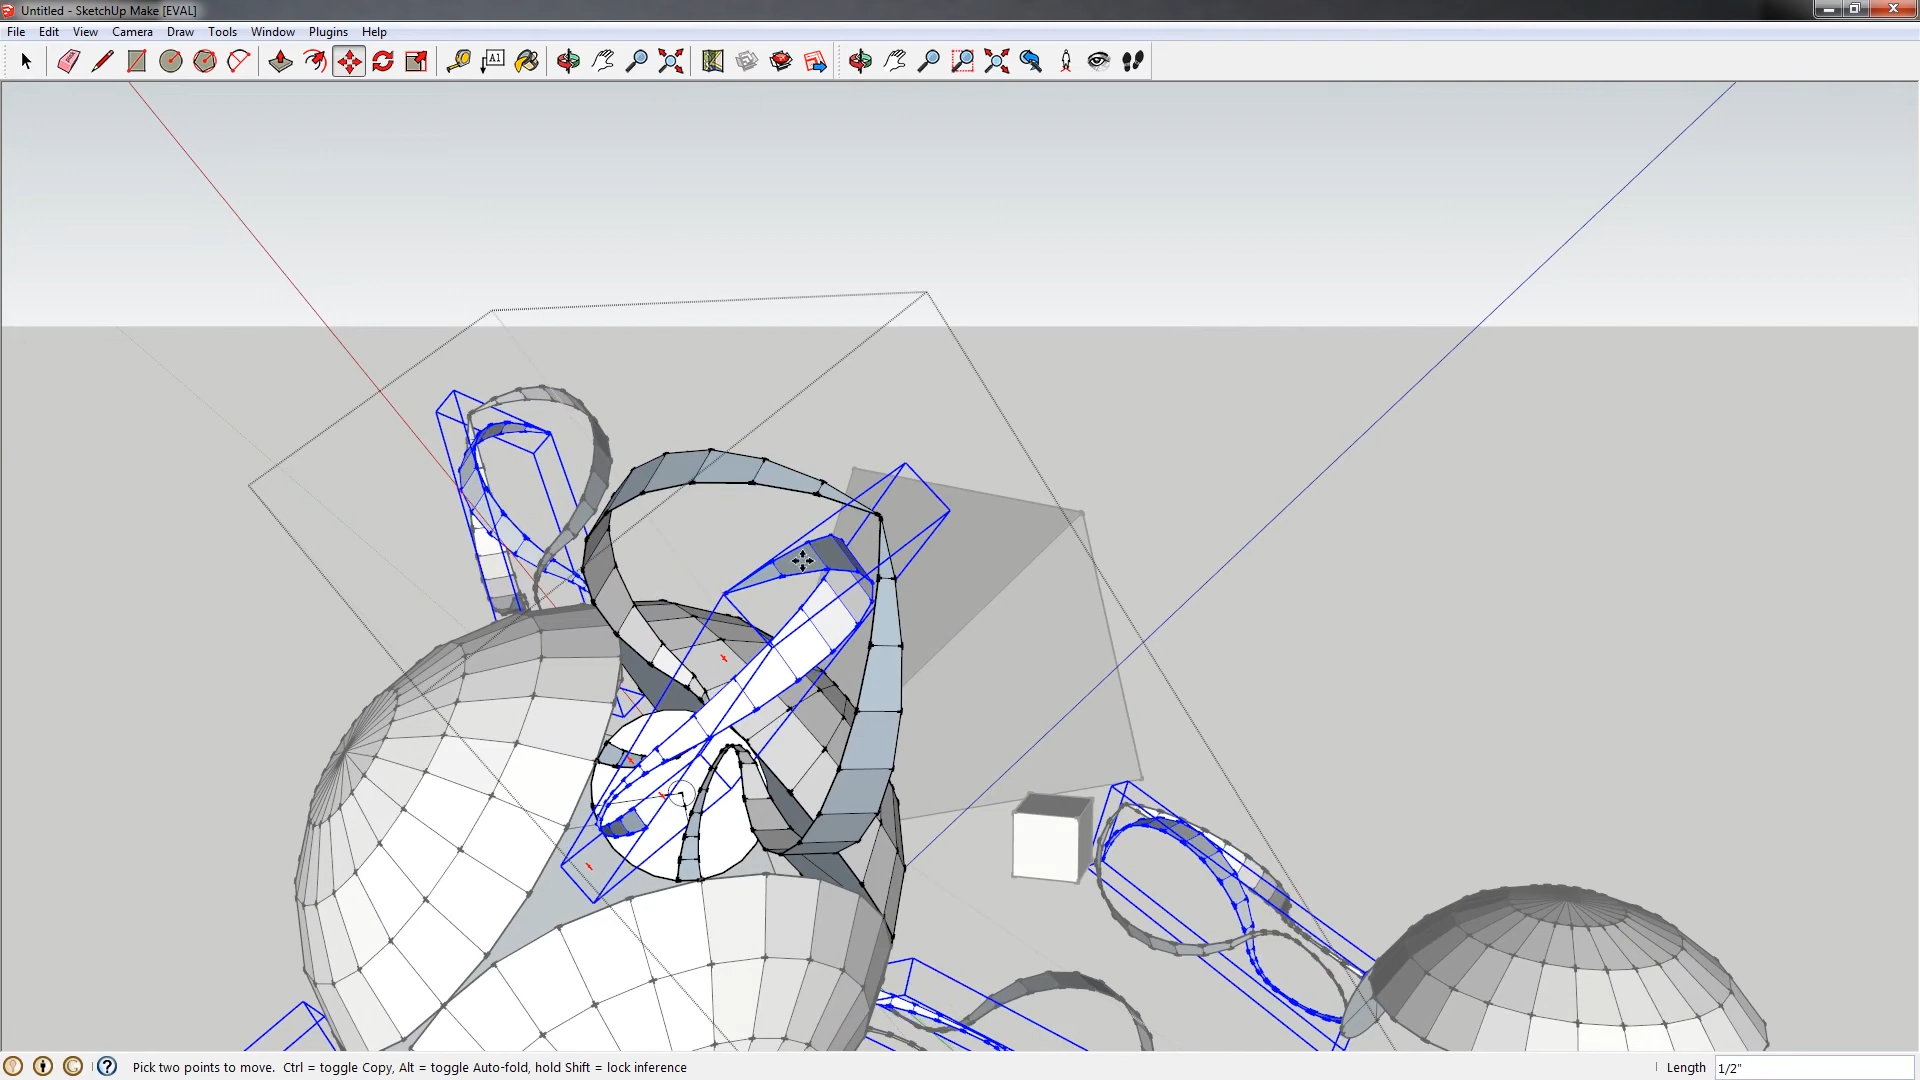 Untitled - SketchUp Make [EVAL]
File Edit View Camera Draw Tools Window Plugins Help
A1
Pick two points to move. Ctrl = toggle Copy, Alt = toggle Auto-fold, hold Shift = lock inference
Length 1/2"